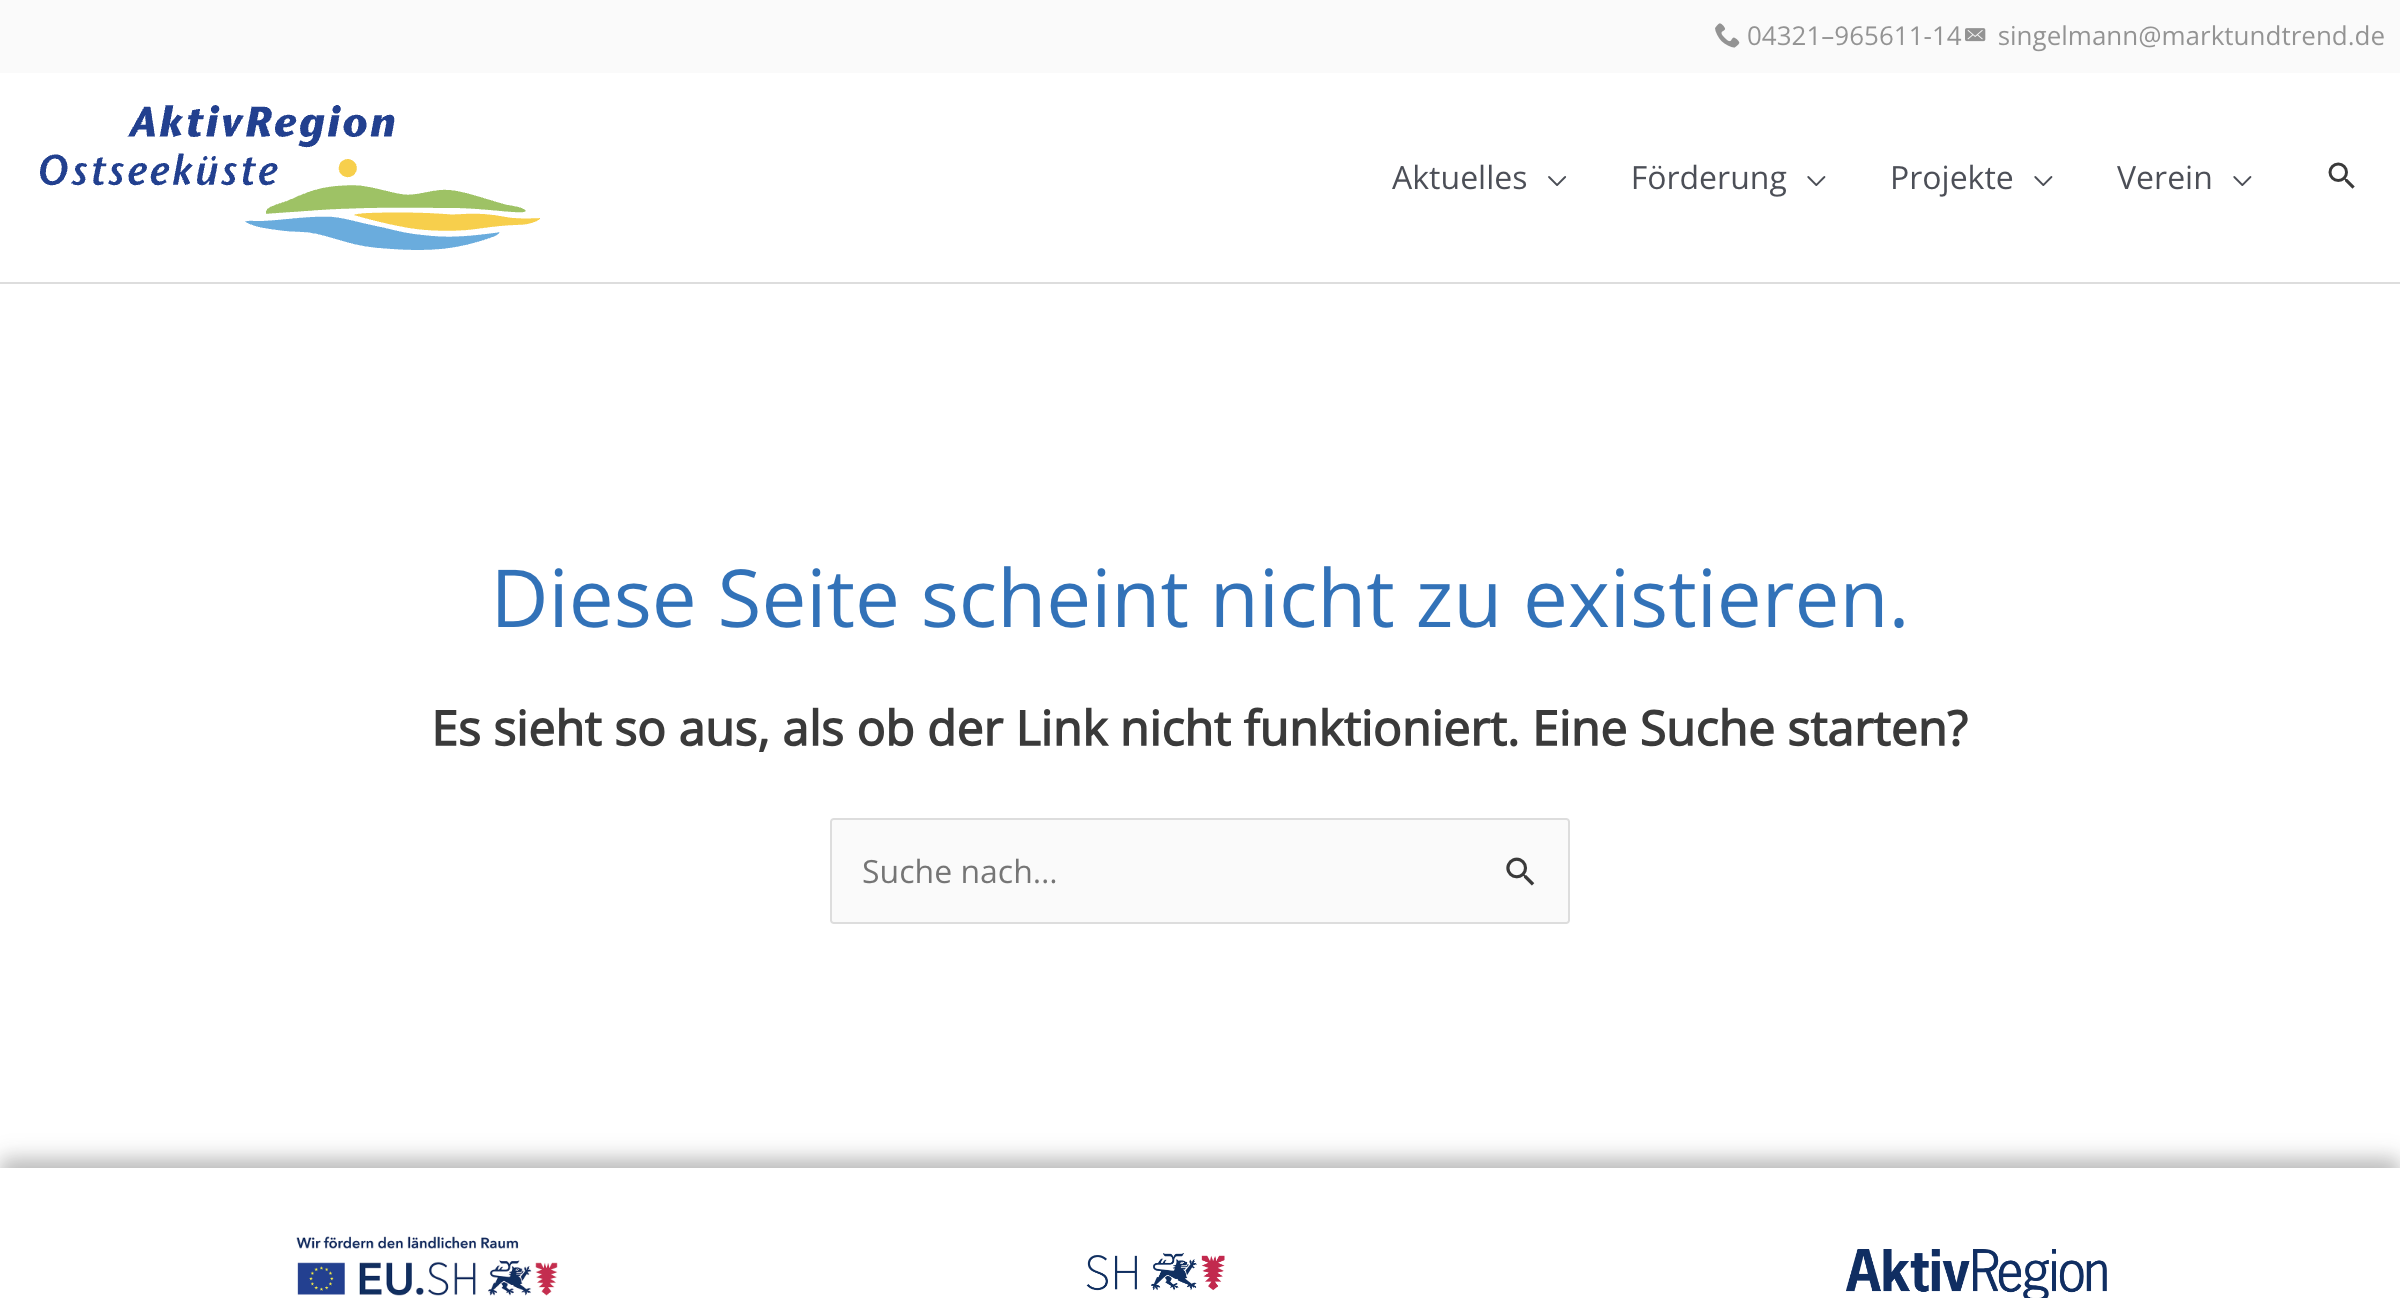 04321–965611-14 singelmann@marktundtrend.de
AktivRegion
Ostseeküste
Aktuelles Förderung Projekte Verein
Diese Seite scheint nicht zu existieren.
Es sieht so aus, als ob der Link nicht funktioniert. Eine Suche starten?
Suche nach...
Wir fördern den ländlichen Raum
EU.SH
SH
AktivRegion